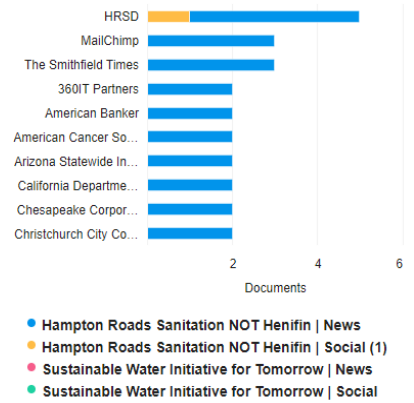 HRSD
MailChimp
The Smithfield Times
360IT Partners
American Banker
American Cancer So...
Arizona Statewide In...
California Departme...
Chesapeake Corpor...
Christchurch City Co...
2 4 6
Documents
Hampton Roads Sanitation NOT Henifin | News
Hampton Roads Sanitation NOT Henifin | Social (1)
Sustainable Water Initiative for Tomorrow | News
Sustainable Water Initiative for Tomorrow | Social